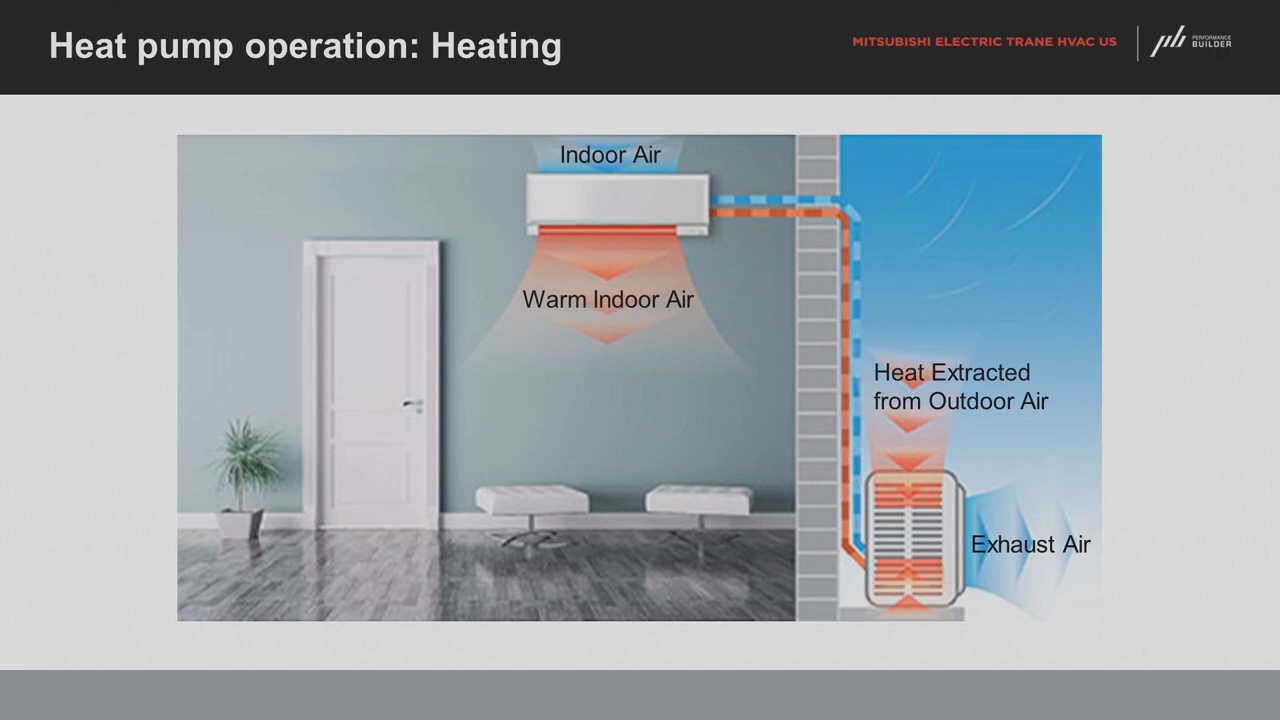 Heat pump operation: Heating
MITSUBISHI ELECTRIC TRANE HVAC US
pb
PERFORMANCE
BUILDER
Indoor Air
Warm Indoor Air
Heat Extracted
from Outdoor Air
Exhaust Air